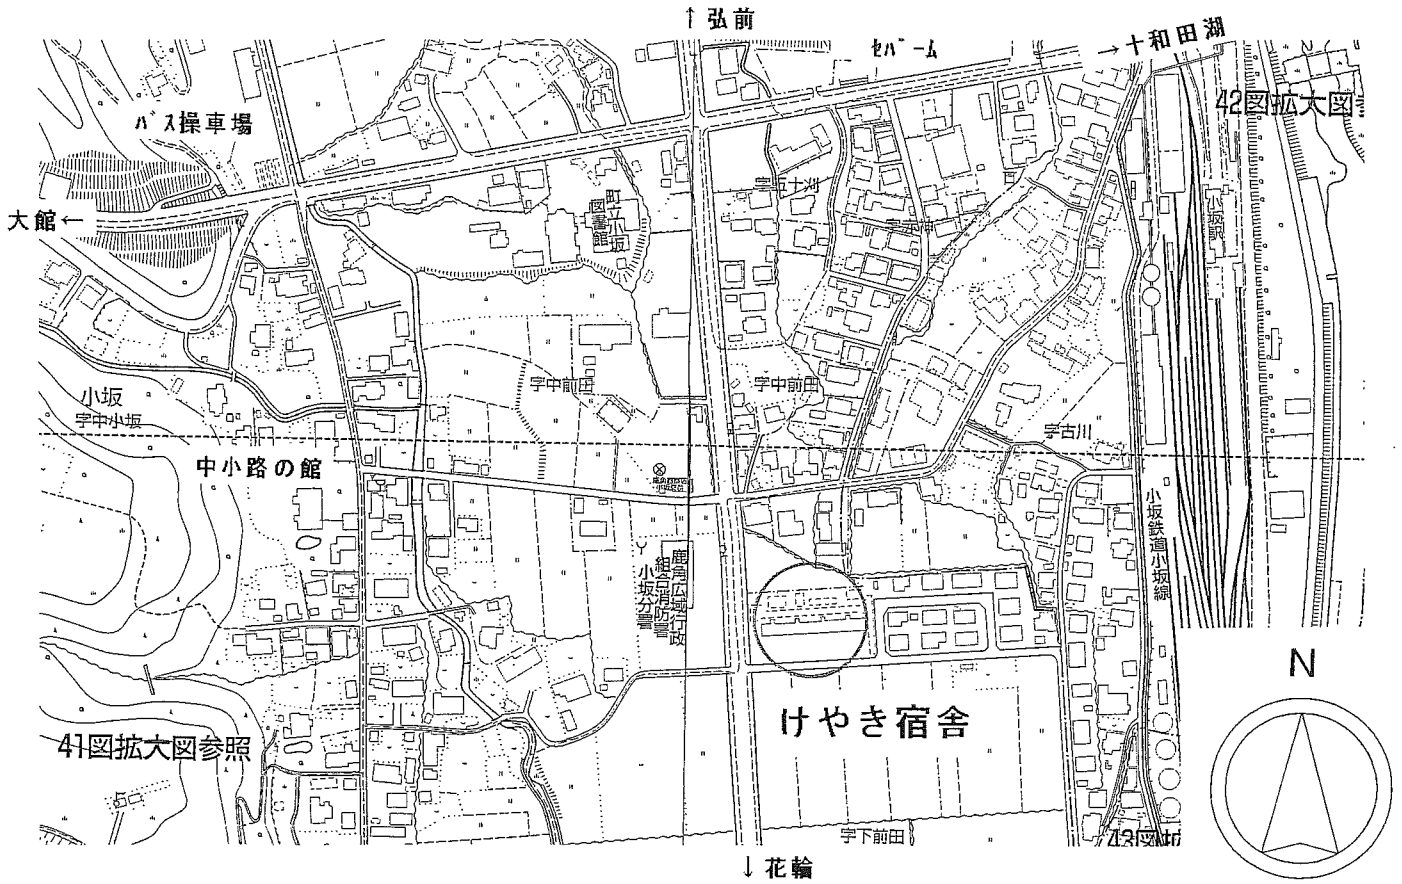 ↑弘前
セパーム
→十和田湖
42図拡大図
バス操車場
大館←
町立小坂
図書館
字五十刈
小坂駅
字中前田
字中前田
小坂
字中小坂
字古川
中小路の館
小坂鉄道小坂線
鹿角広域行政
組合消防署
小坂分署
N
けやき宿舎
41図拡大図参照
字下前田
↓花輪